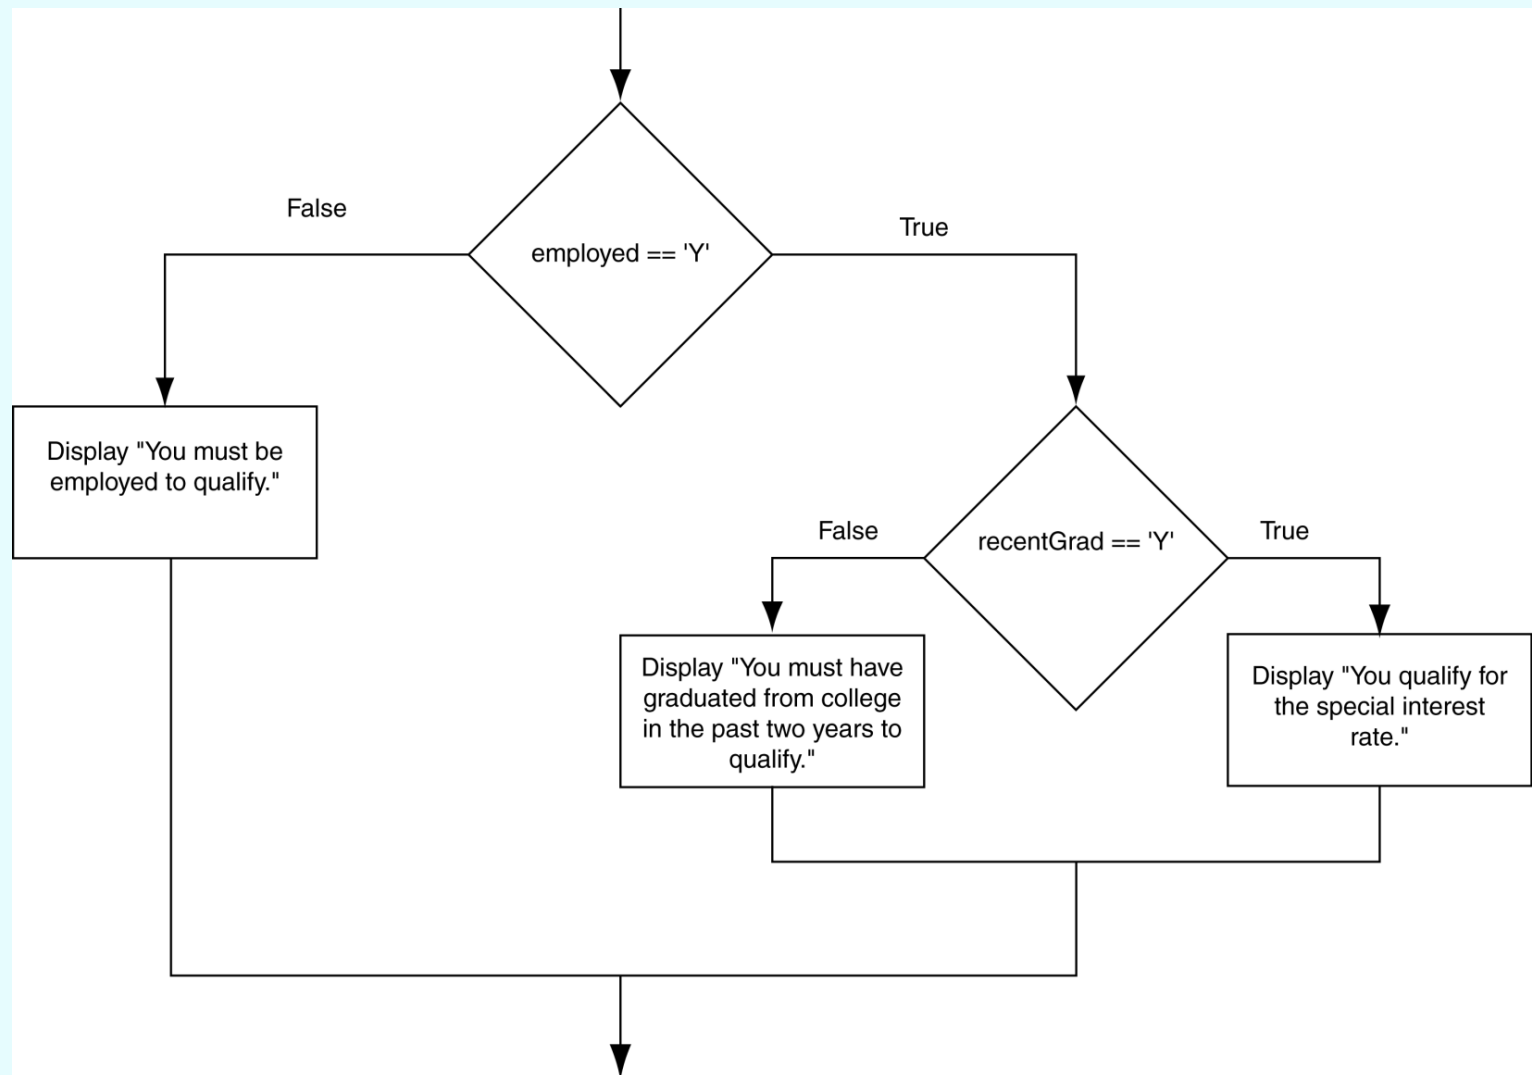 False
True
employed == 'Y'
Display "You must be
employed to qualify."
False
recentGrad == 'Y'
True
Display "You must have
graduated from college
in the past two years to
qualify."
Display "You qualify for
the special interest
rate."